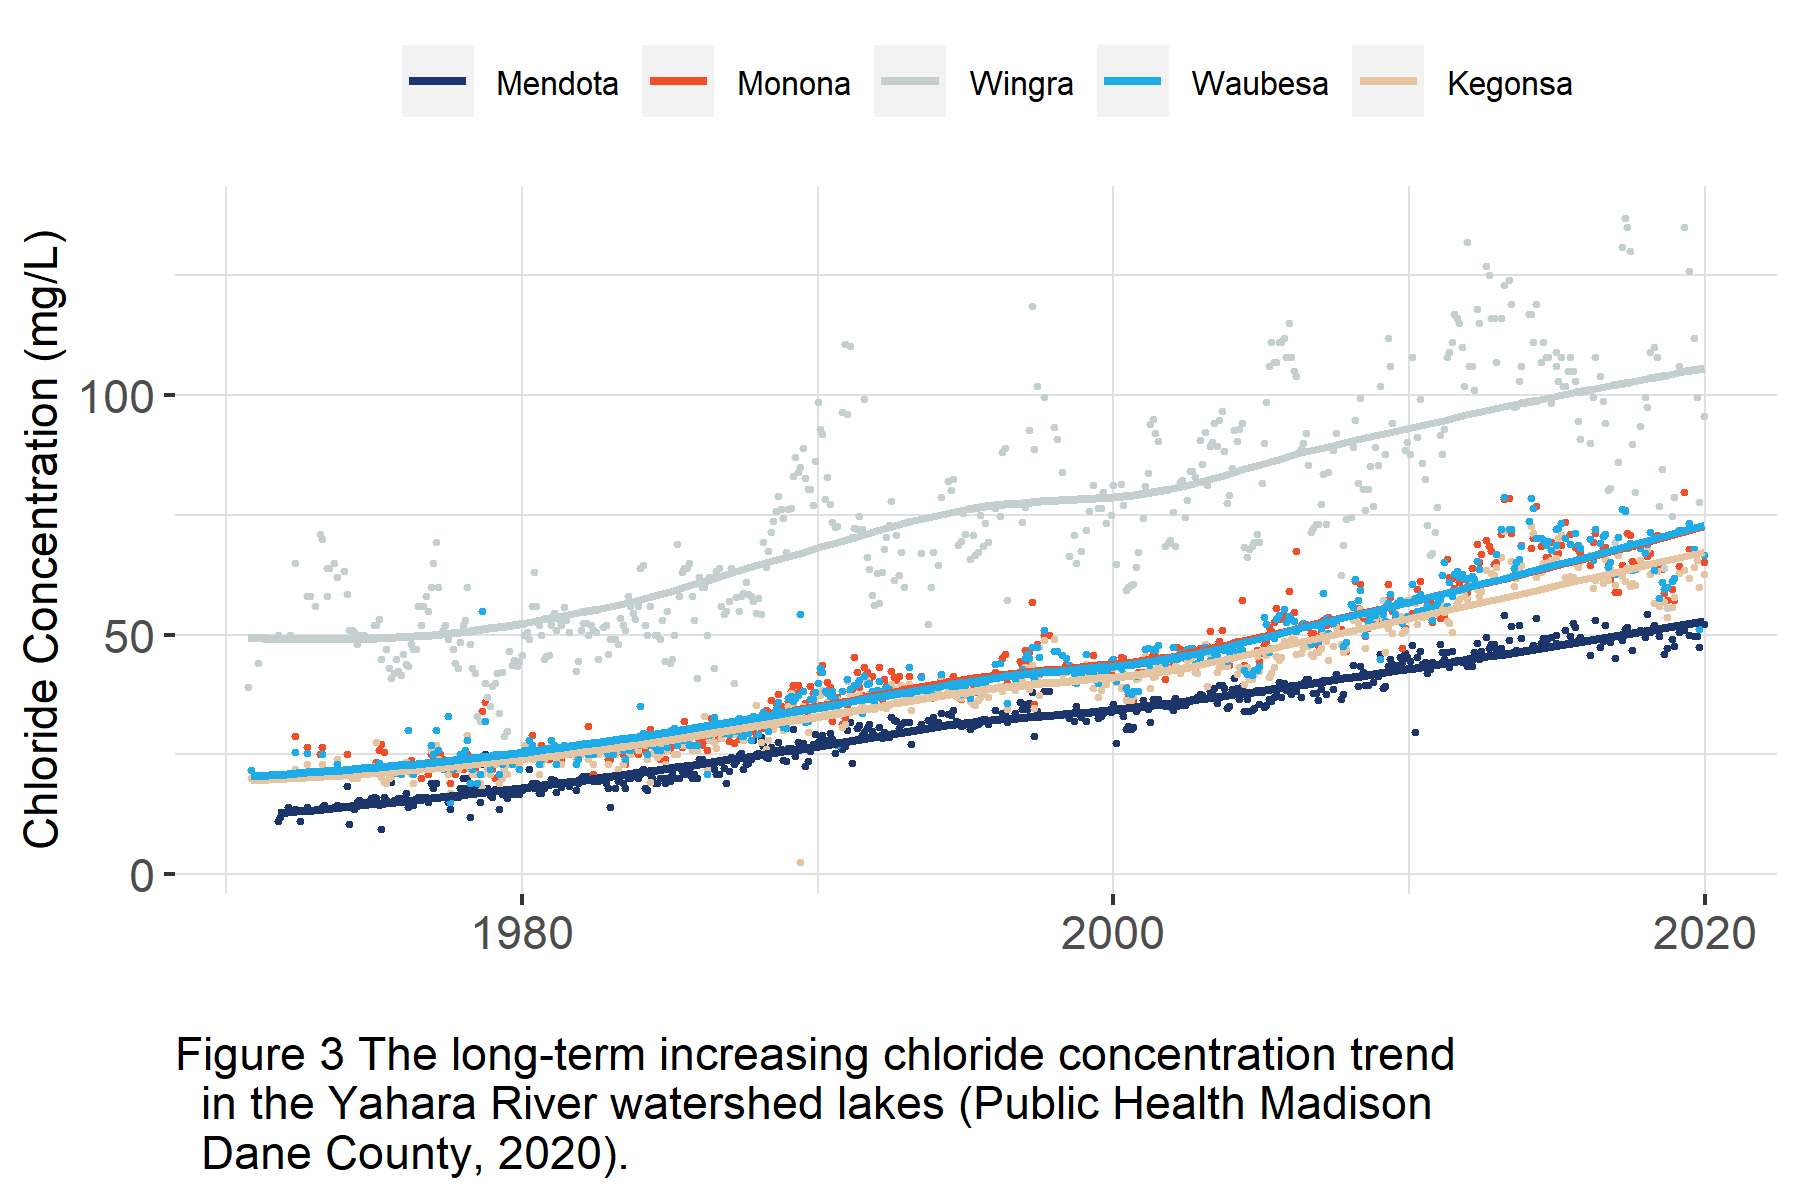 Mendota Monona Wingra Waubesa Kegonsa
Chloride Concentration (mg/L)
100
50
0
1980 2000 2020
Figure 3 The long-term increasing chloride concentration trend
in the Yahara River watershed lakes (Public Health Madison
Dane County, 2020).